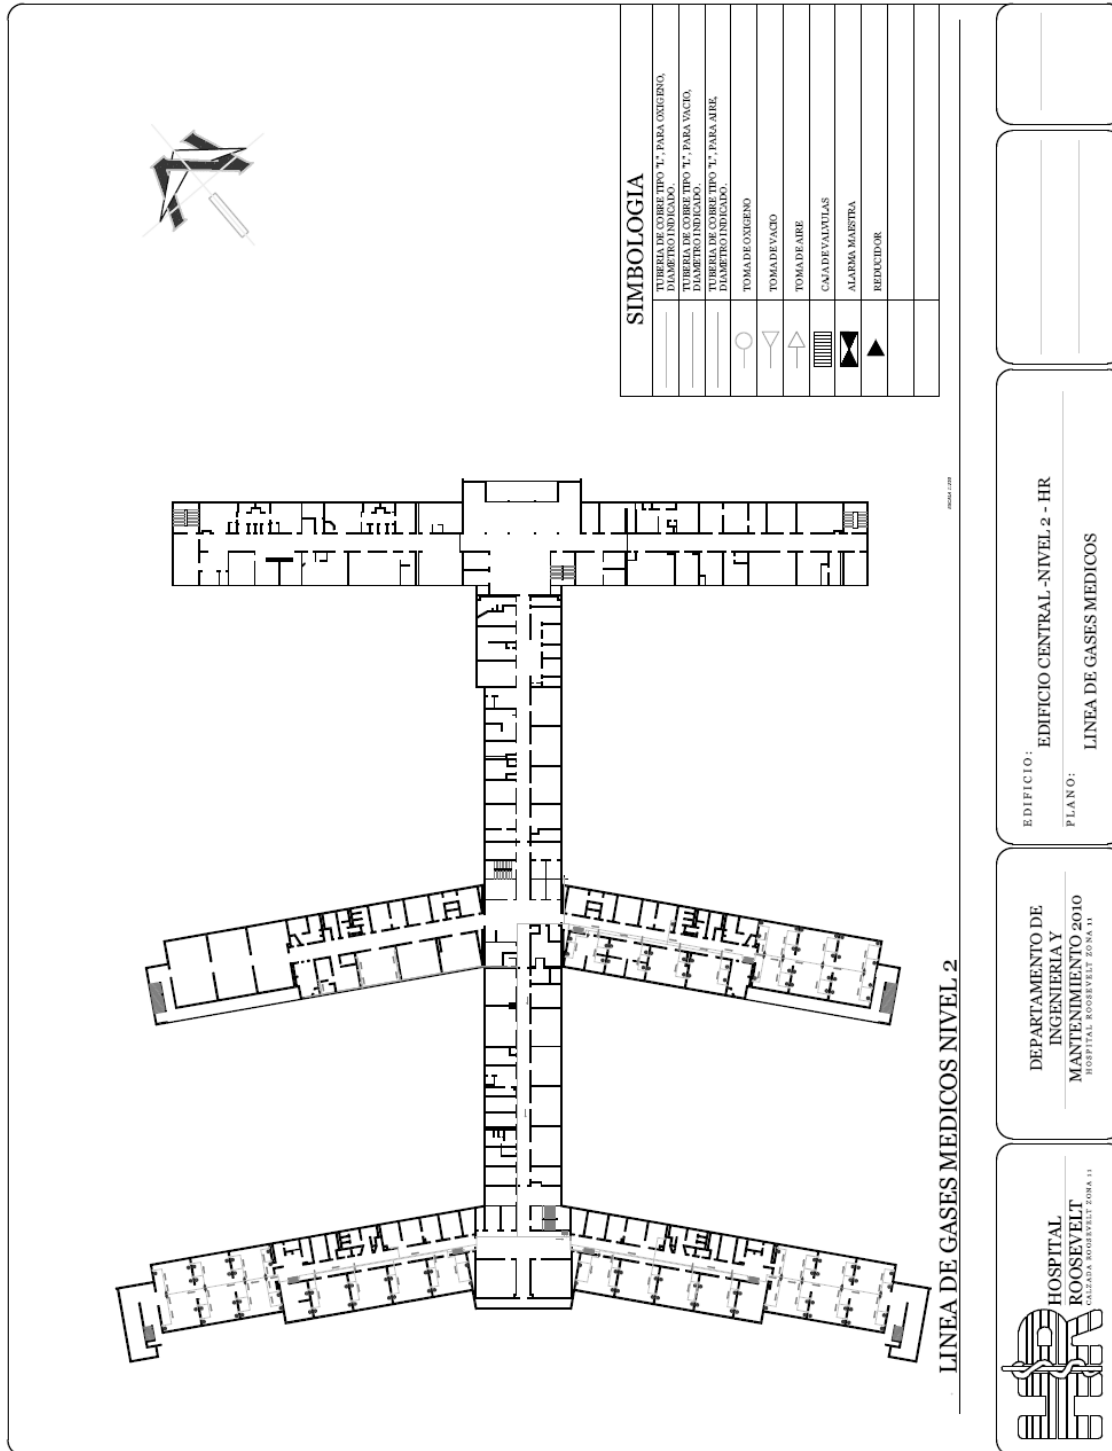 SIMBOLOGIA
TUBERIA DE COBRE TIPO "L", PARA OXIGENO,
DIAMETRO INDICADO.
TUBERIA DE COBRE TIPO "L", PARA VACIO,
DIAMETRO INDICADO.
TUBERIA DE COBRE TIPO "L", PARA AIRE,
DIAMETRO INDICADO.
TOMA DE OXIGENO
TOMA DE VACIO
TOMA DE AIRE
CAJA DE VALVULAS
ALARMA MAESTRA
REDUCIDOR
LINEA DE GASES MEDICOS NIVEL 2
HOSPITAL
ROOSEVELT
CALZADA ROOSEVELT ZONA 11
DEPARTAMENTO DE
INGENIERIA Y
MANTENIMIENTO 2010
HOSPITAL ROOSEVELT ZONA 11
EDIFICIO:
EDIFICIO CENTRAL -NIVEL 2 - HR
PLANO:
LINEA DE GASES MEDICOS
HR